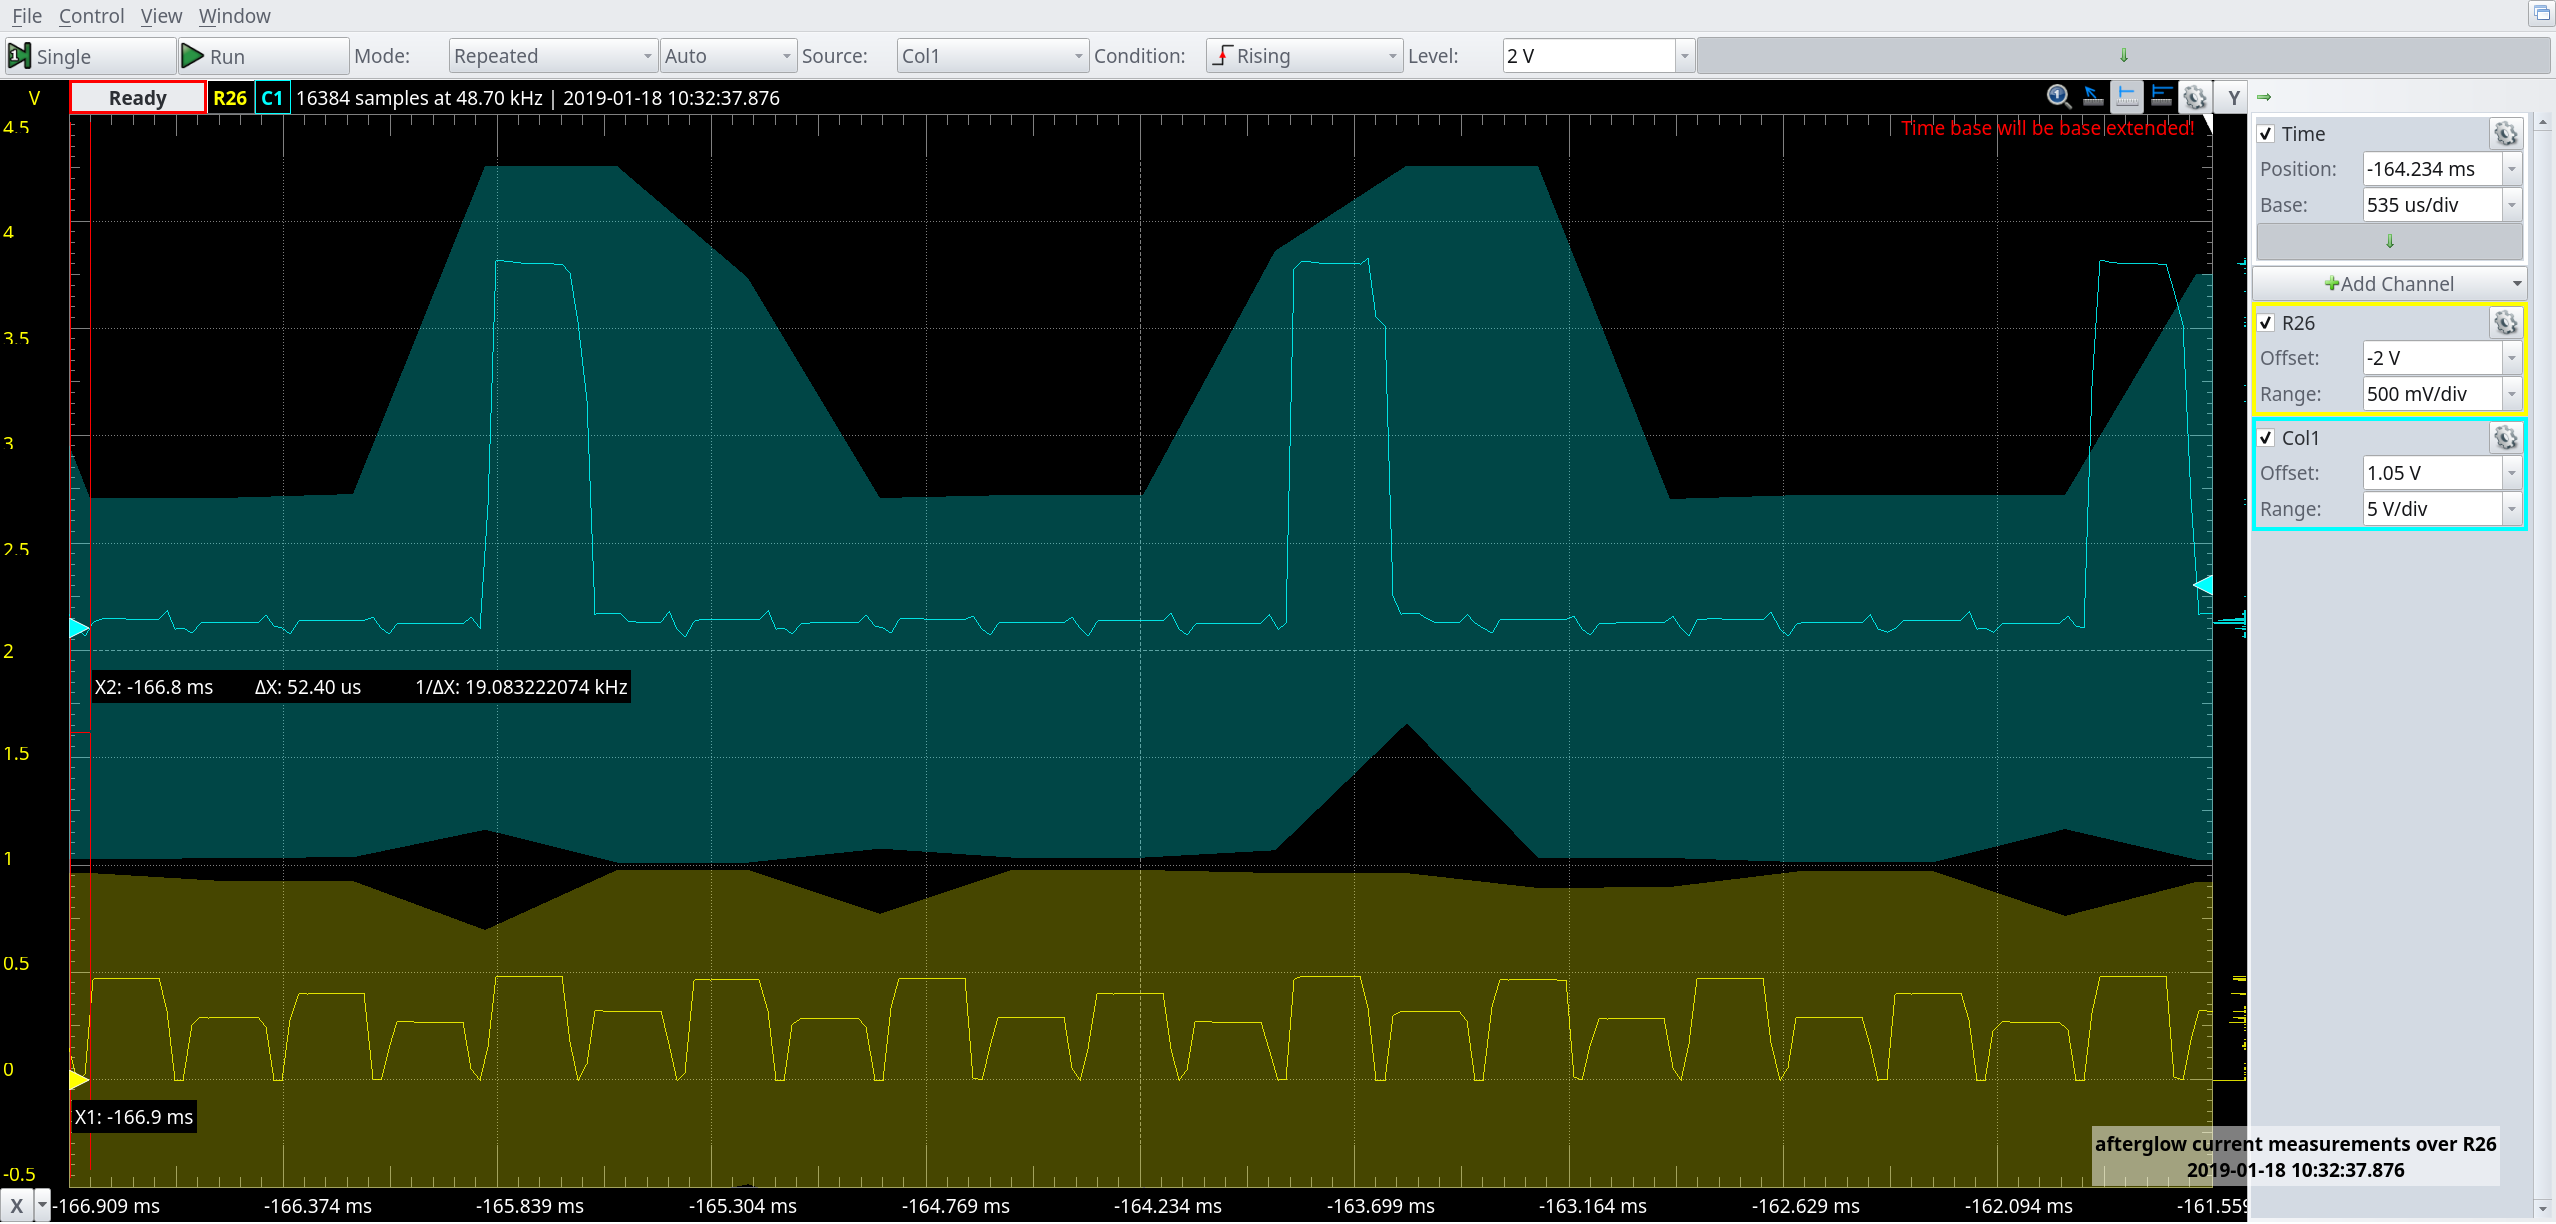 File Control View Window
Single Run Mode: Repeated Auto Source: Col1 Condition: Rising Level: 2 V
V Ready R26 C1 16384 samples at 48.70 kHz | 2019-01-18 10:32:37.876 Y
Time base will be base extended!
4.5
4
3.5
3
2.5
2
1.5
1
0.5
0
-0.5
X2: -166.8 ms ΔX: 52.40 us 1/ΔX: 19.083222074 kHz
X1: -166.9 ms
Time
Position: -164.234 ms
Base: 535 us/div
Add Channel
R26
Offset: -2 V
Range: 500 mV/div
Col1
Offset: 1.05 V
Range: 5 V/div
afterglow current measurements over R26
2019-01-18 10:32:37.876
X -166.909 ms -166.374 ms -165.839 ms -165.304 ms -164.769 ms -164.234 ms -163.699 ms -163.164 ms -162.629 ms -162.094 ms -161.559